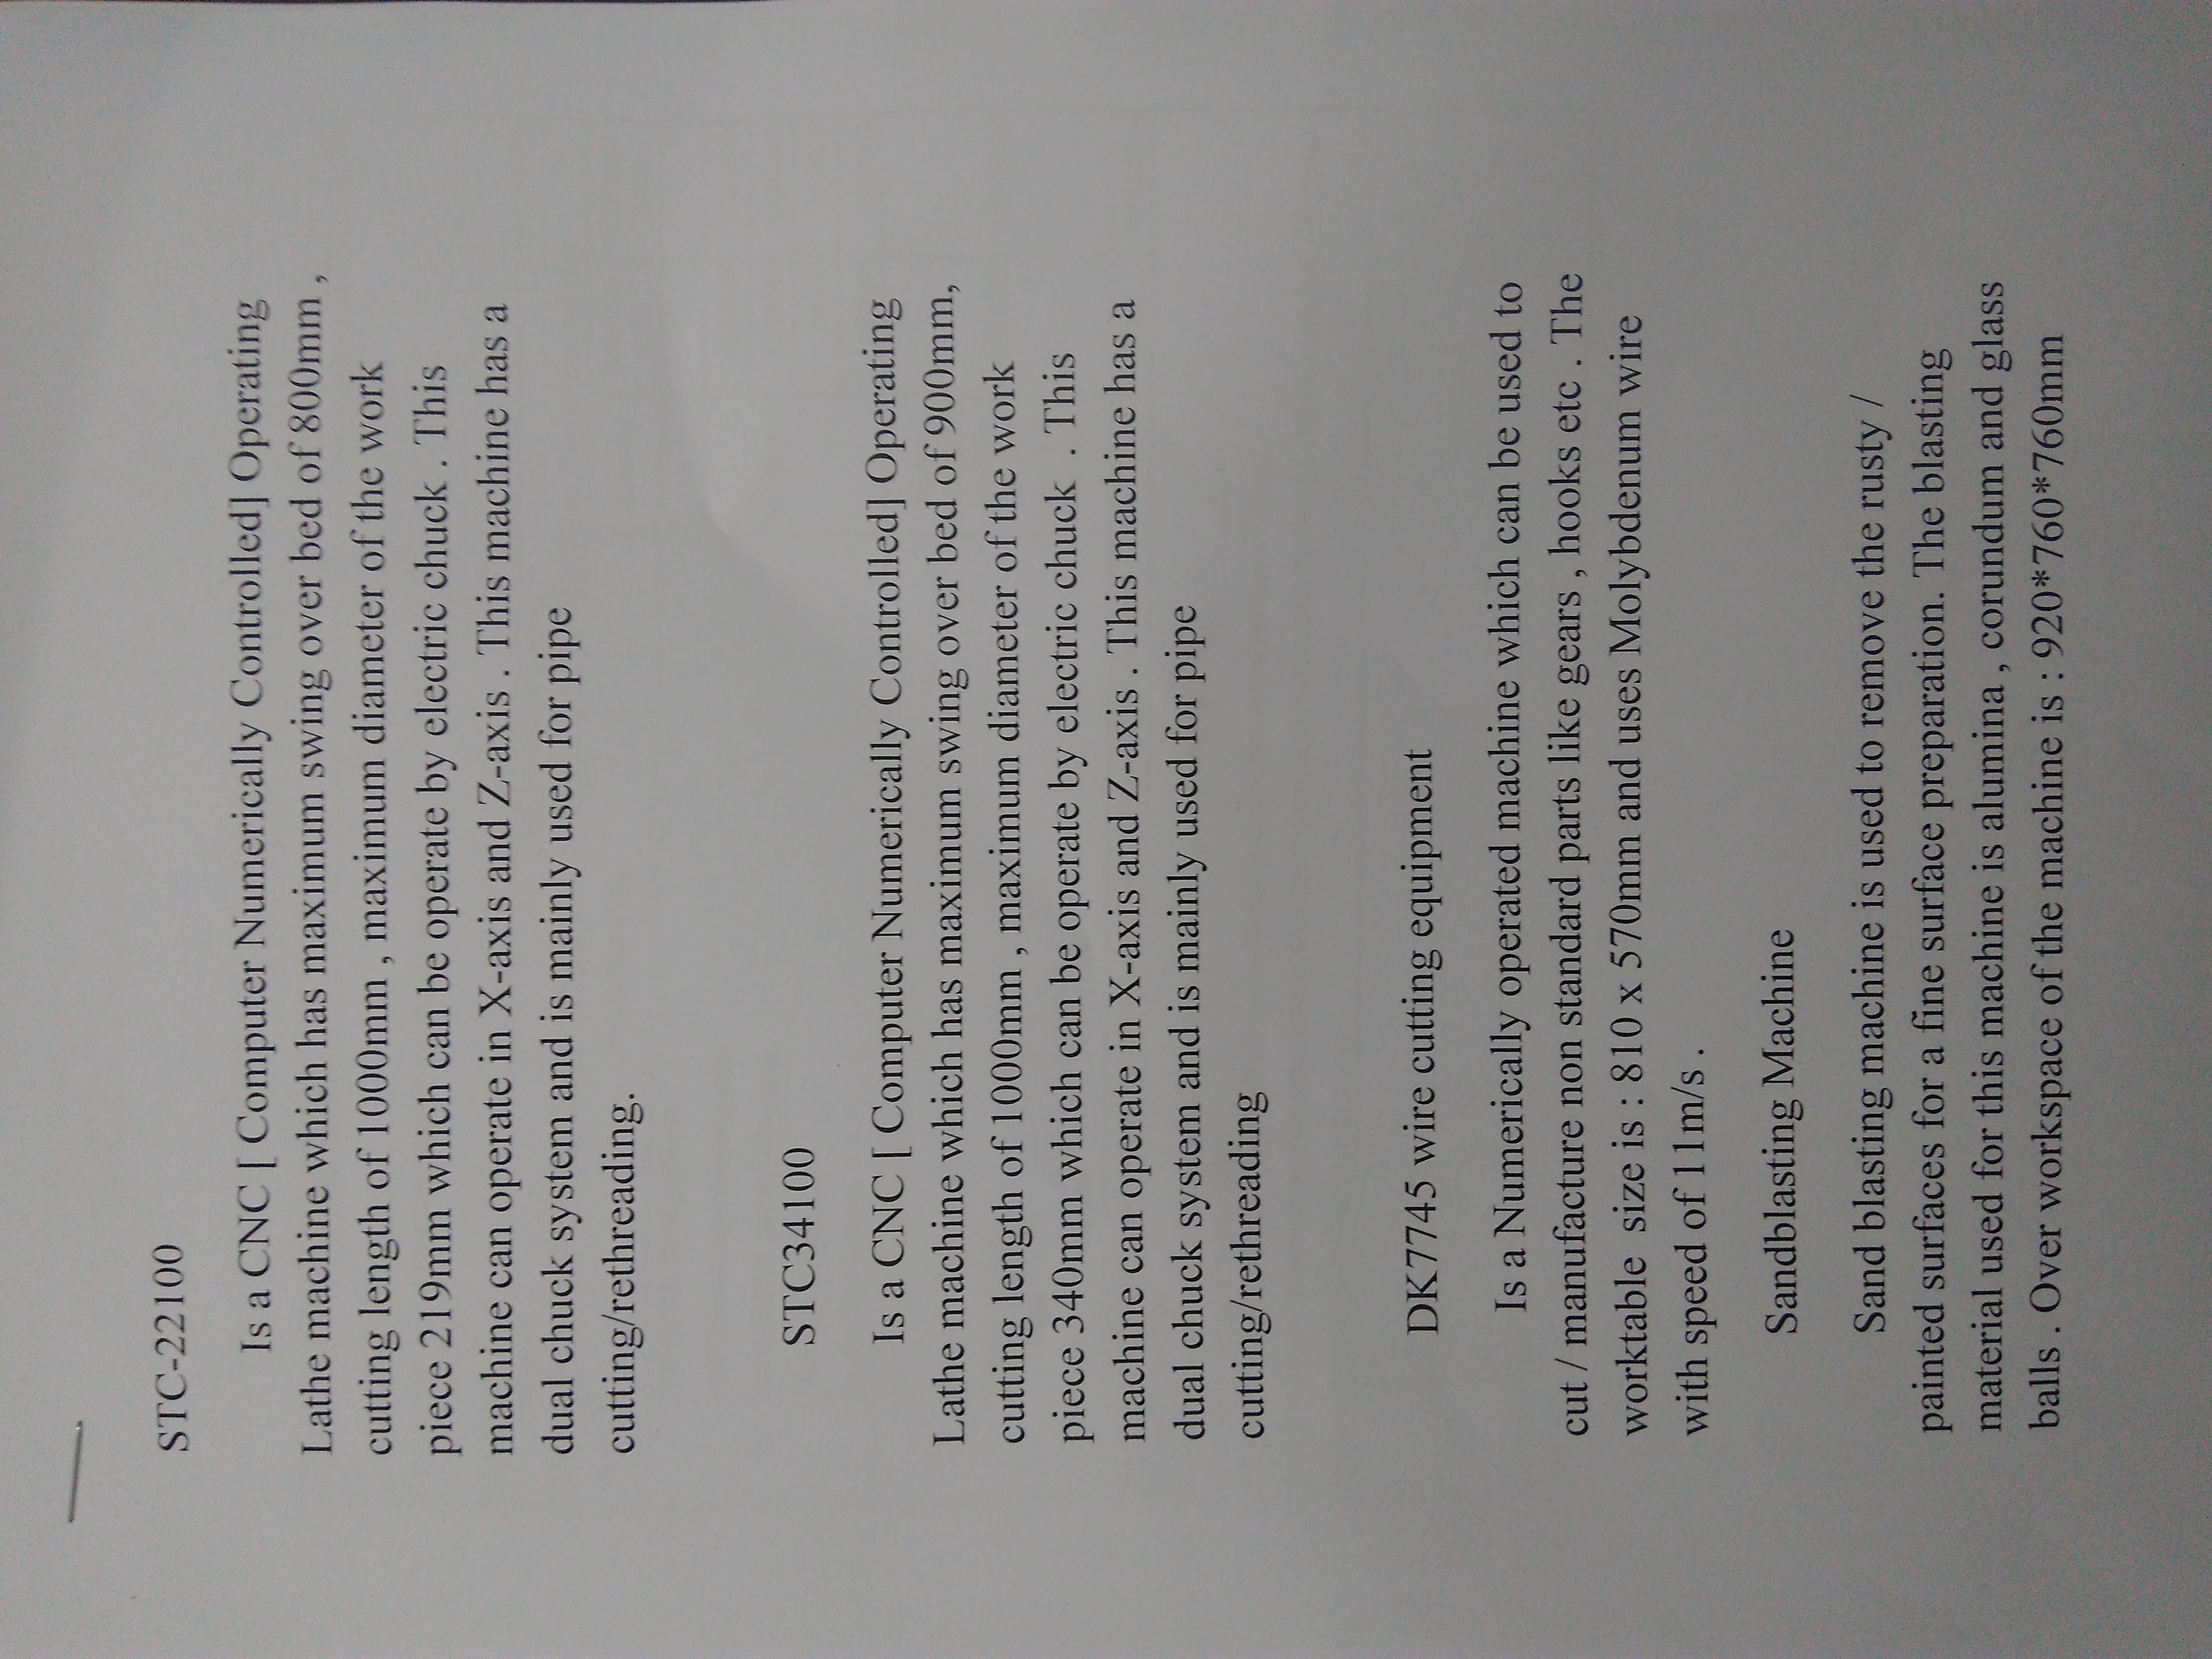 STC-22100
Is a CNC [ Computer Numerically Controlled] Operating
Lathe machine which has maximum swing over bed of 800mm ,
cutting length of 1000mm , maximum diameter of the work
piece 219mm which can be operate by electric chuck . This
machine can operate in X-axis and Z-axis . This machine has a
dual chuck system and is mainly used for pipe
cutting/rethreading.
STC34100
Is a CNC [ Computer Numerically Controlled] Operating
Lathe machine which has maximum swing over bed of 900mm,
cutting length of 1000mm , maximum diameter of the work
piece 340mm which can be operate by electric chuck  . This
machine can operate in X-axis and Z-axis . This machine has a
dual chuck system and is mainly used for pipe
cutting/rethreading
DK7745 wire cutting equipment
Is a Numerically operated machine which can be used to
cut / manufacture non standard parts like gears , hooks etc . The
worktable  size is : 810 x 570mm and uses Molybdenum wire
with speed of 11m/s .
Sandblasting Machine
Sand blasting machine is used to remove the rusty /
painted surfaces for a fine surface preparation. The blasting
material used for this machine is alumina , corundum and glass
balls . Over workspace of the machine is : 920*760*760mm